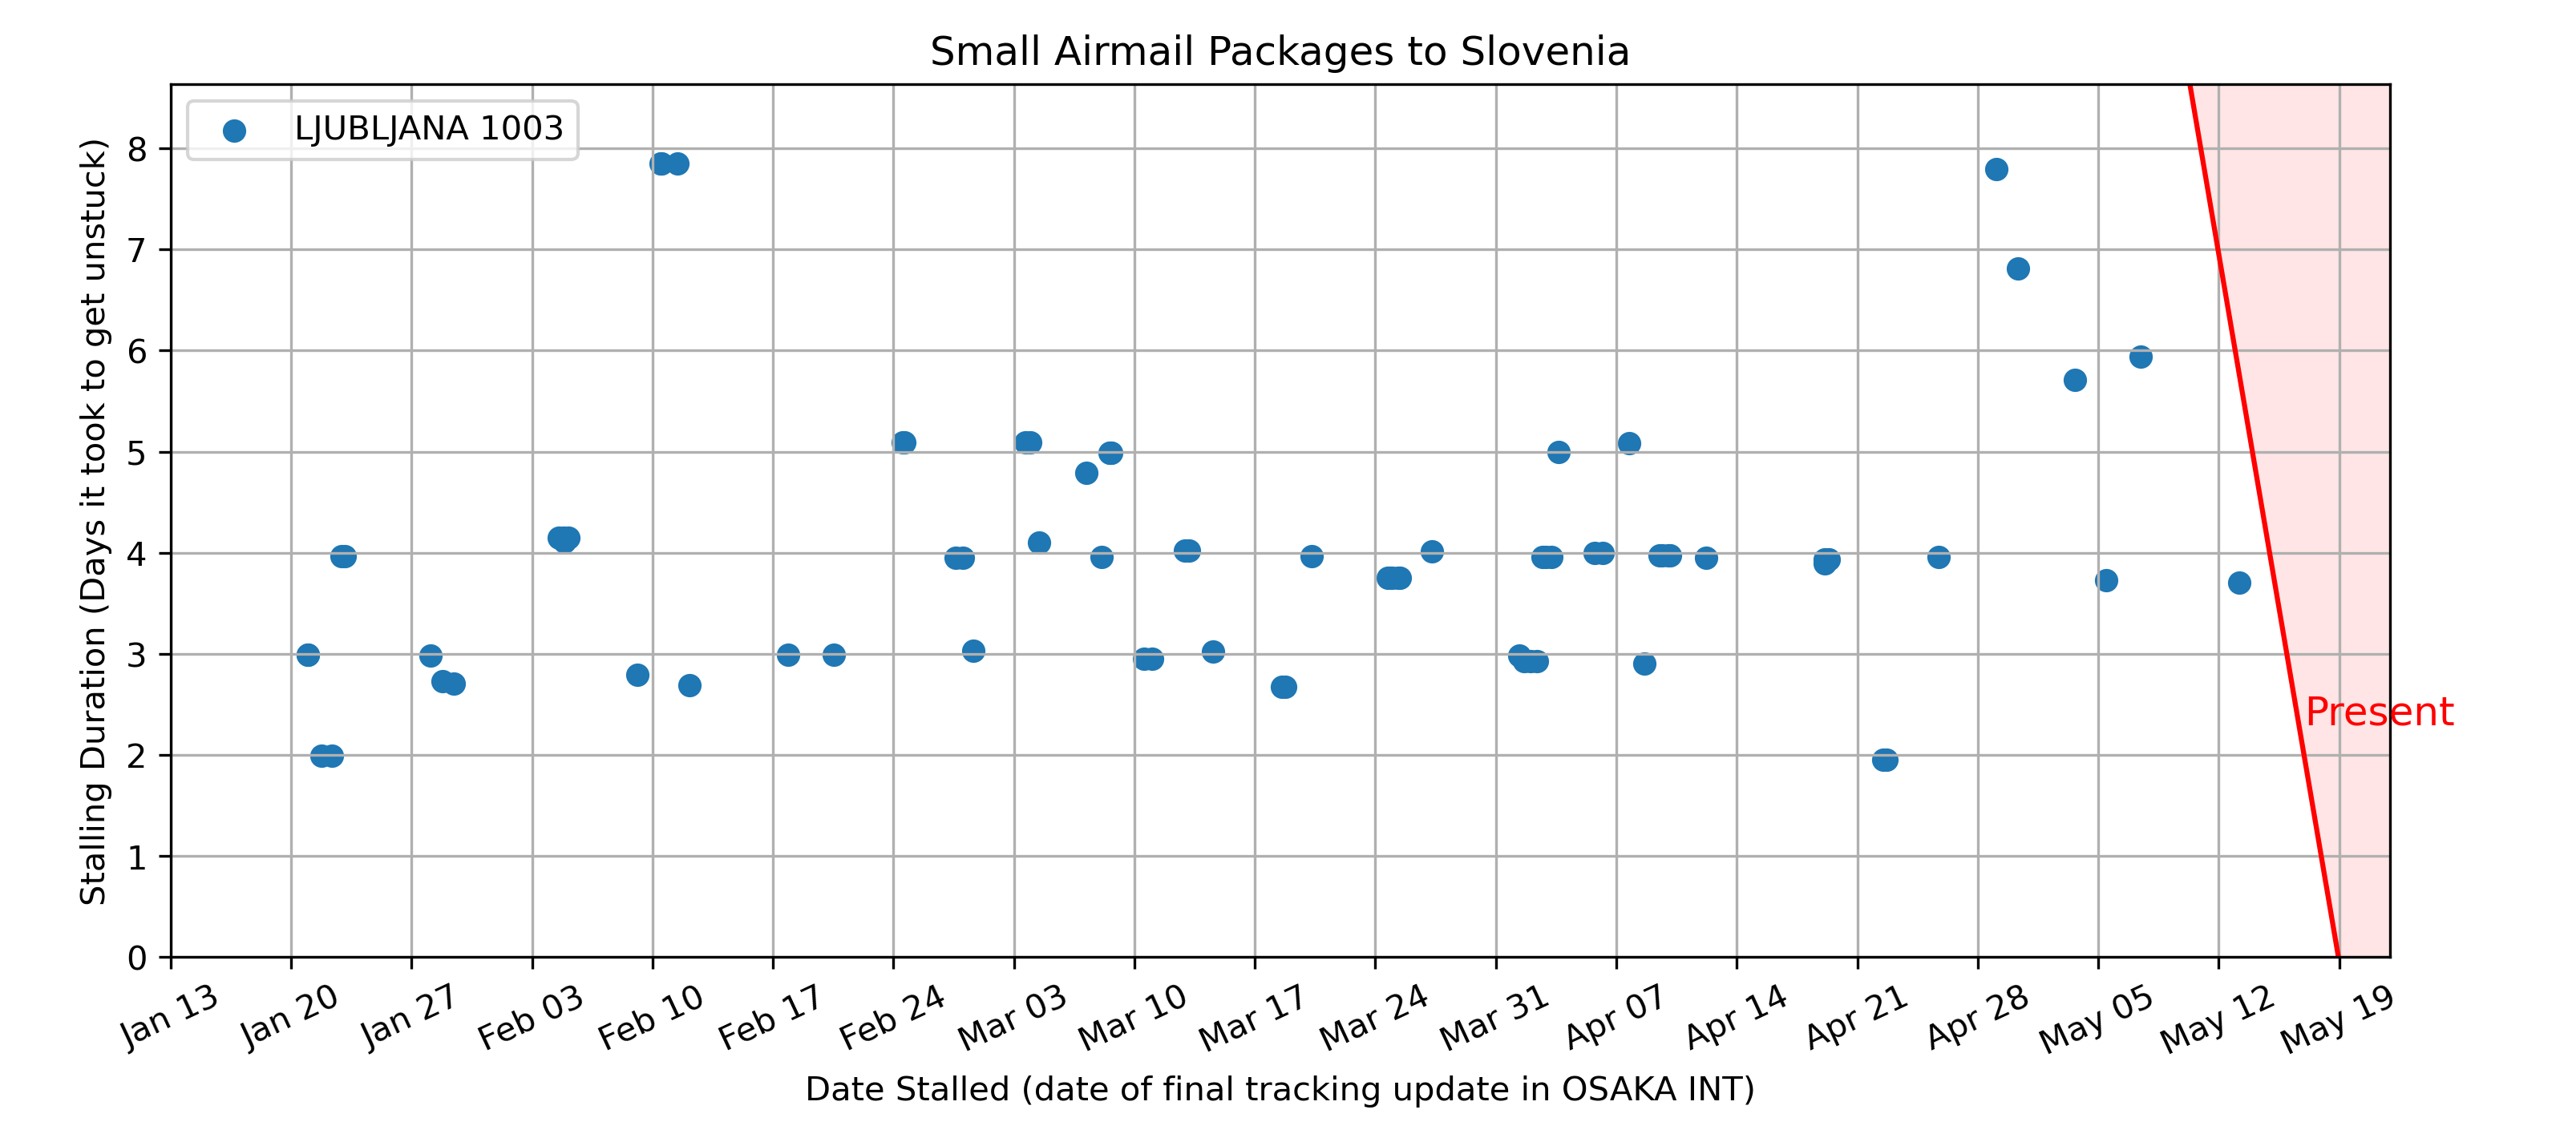 Small Airmail Packages to Slovenia
LJUBLJANA 1003
Stalling Duration (Days it took to get unstuck)
8
7
6
5
4
3
2
1
0
Present
Jan 13
Jan 20
Jan 27
Feb 03
Feb 10
Feb 17
Feb 24
Mar 03
Mar 10
Mar 17
Mar 24
Mar 31
Apr 07
Apr 14
Apr 21
Apr 28
May 05
May 12
May 19
Date Stalled (date of final tracking update in OSAKA INT)